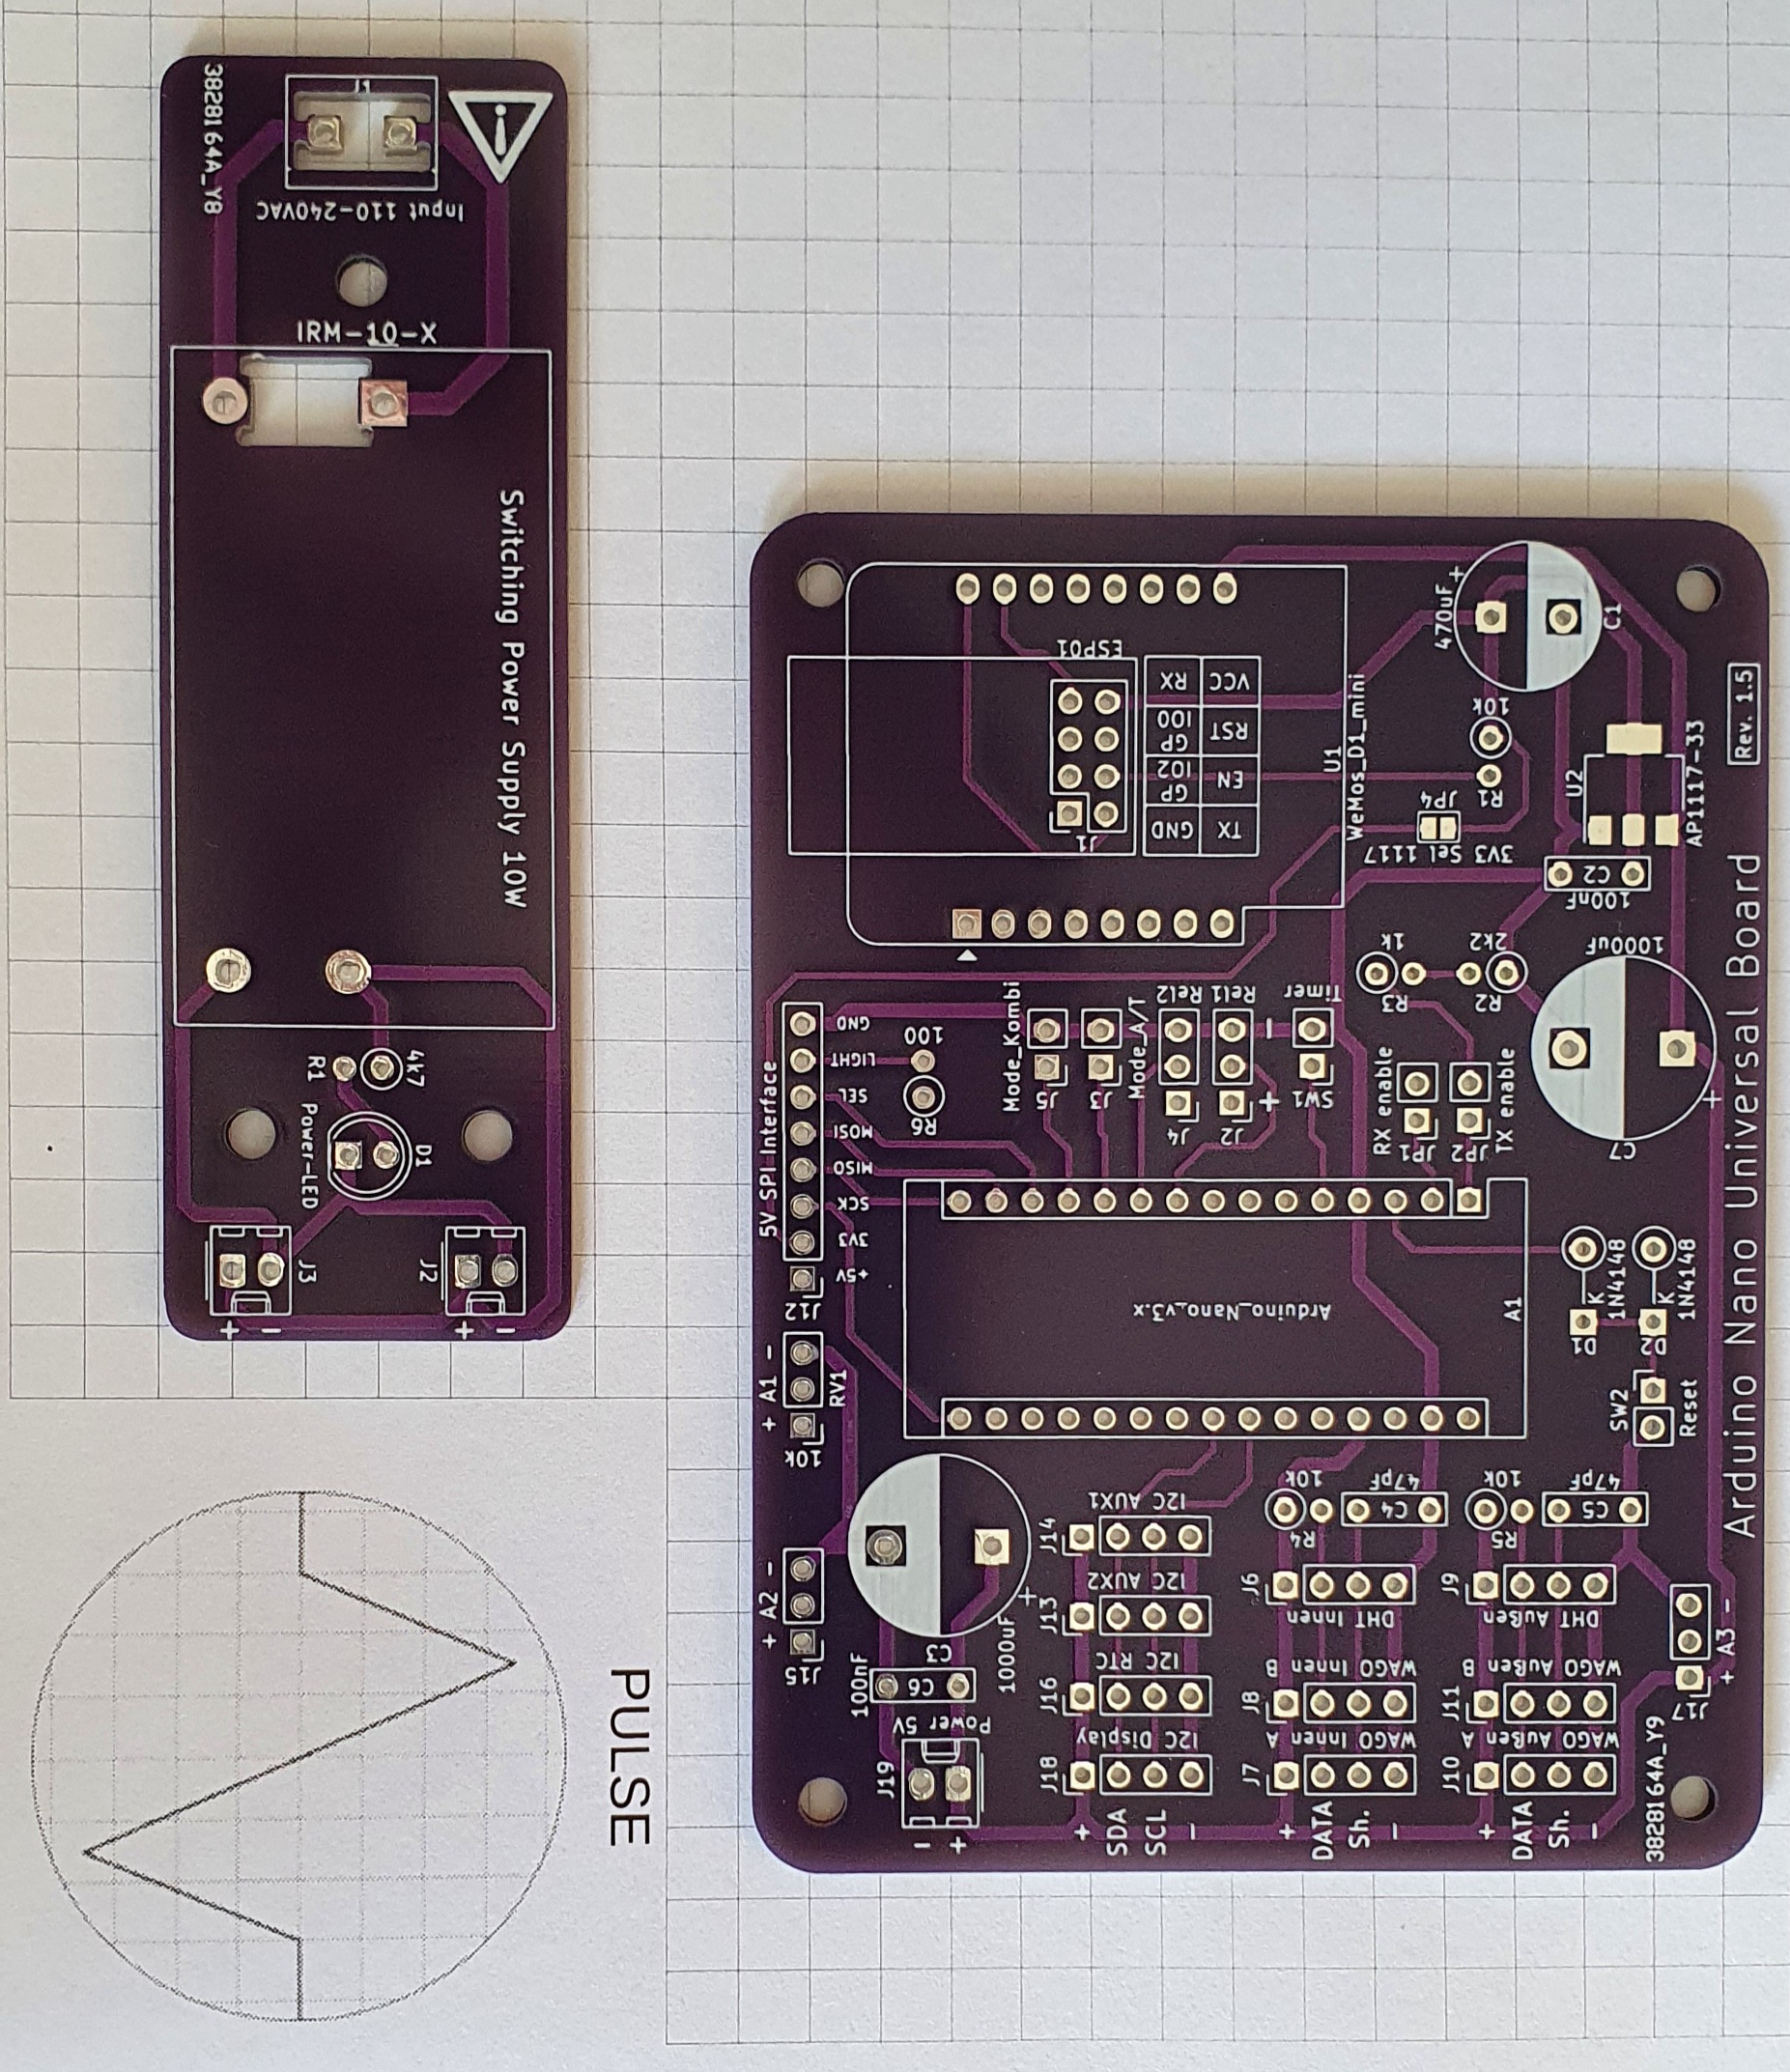 3828164A_Y8
J1
Input 110-240VAC
IRM-10-X
Switching Power Supply 10W
R1
4k7
Power-LED
D1
J3
J2
+ -
+ -
PULSE
470uF
+
C1
10k
R1
Rev. 1.5
U2
AP1117-33
JP4
3V3 Sel 1117
C2
100nF
ESP01
RX VCC
GP IO0 RST
GP IO2 EN
GND TX
J1
U1
WeMos_D1_mini
1k
R3
2k2
R2
1000uF
C7
+
Arduino Nano Universal Board
5V SPI Interface
GND
LIGHT
SEL
MOSI
MISO
SCK
3V3
+5V
J12
100
R6
Mode_Kombi
J5
J3
Mode_A/T
Rel2
J4
Rel1
J2
Timer
- +
SW1
RX enable
JP1
JP2
TX enable
Arduino_Nano_v3.x
A1
K
1N4148
D1
K
1N4148
D2
SW2
Reset
+ A1 -
RV1
10k
+ A2 -
J15
C3
1000uF
+
100nF
C6
Power 5V
J19
- +
J14
I2C AUX1
J13
I2C AUX2
J16
I2C RTC
J18
I2C Display
+
SDA
SCL
-
10k
R4
47pF
C4
J6
DHT Innen
J8
WAGO Innen B
J7
WAGO Innen A
+
DATA
Sh.
-
10k
R5
47pF
C5
J9
DHT Außen
J11
WAGO Außen B
J10
WAGO Außen A
+
DATA
Sh.
-
+ A3 -
J17
3828164A_Y9